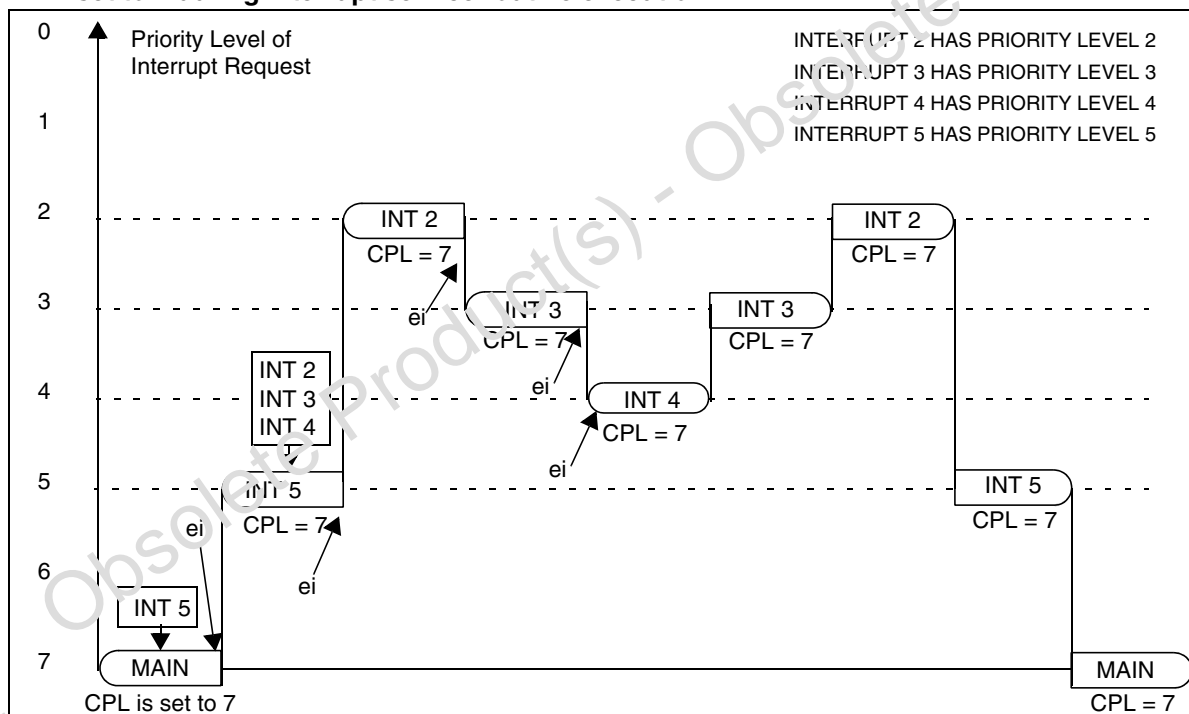 0
Priority Level of
Interrupt Request
INTERRUPT 2 HAS PRIORITY LEVEL 2
INTERRUPT 3 HAS PRIORITY LEVEL 3
INTERRUPT 4 HAS PRIORITY LEVEL 4
INTERRUPT 5 HAS PRIORITY LEVEL 5
1
2
INT 2
CPL = 7
INT 2
CPL = 7
3
ei
INT 3
CPL = 7
INT 3
CPL = 7
INT 2
INT 3
INT 4
4
ei
INT 4
CPL = 7
ei
5
INT 5
CPL = 7
INT 5
CPL = 7
ei
ei
6
INT 5
7
MAIN
CPL is set to 7
MAIN
CPL = 7
Obsolete Product(s) - Obsolete